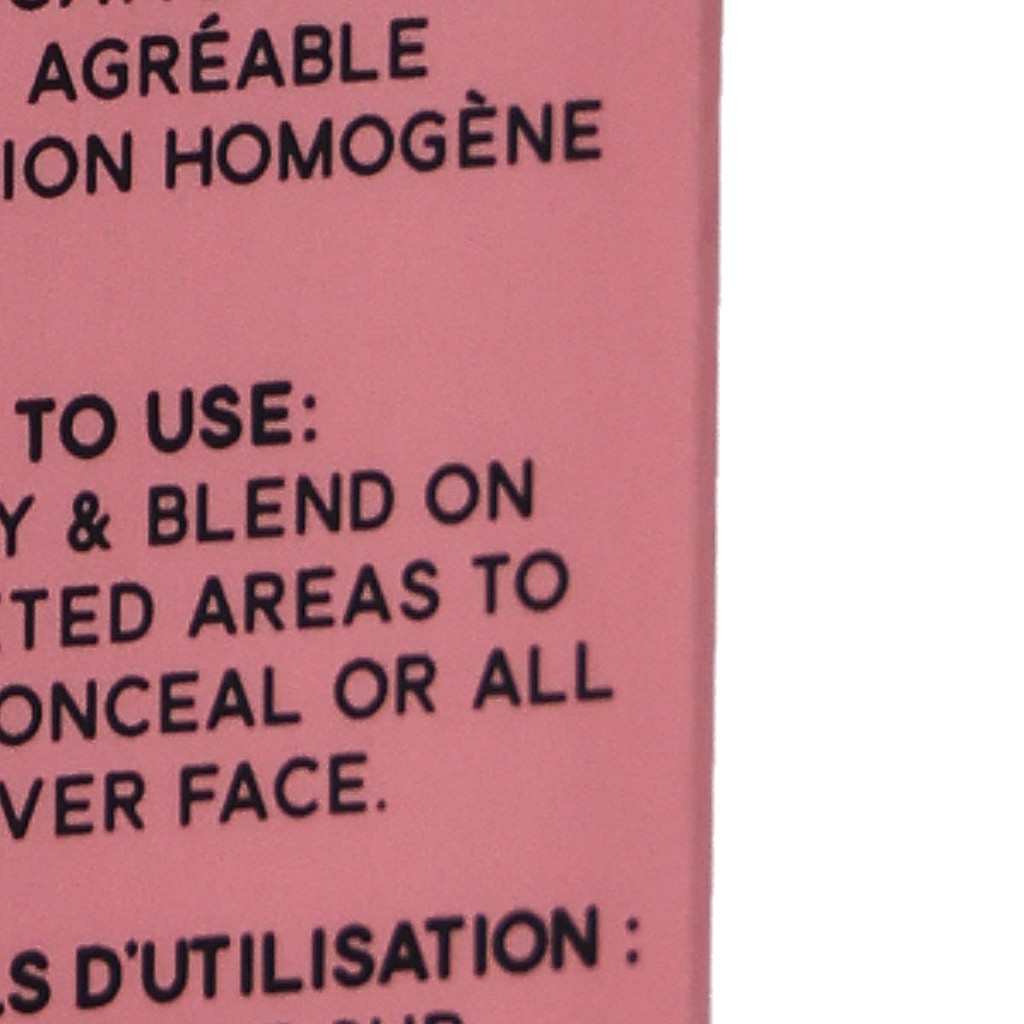 AGRÉABLE
ION HOMOGÈNE
TO USE:
Y & BLEND ON
TED AREAS TO
ONCEAL OR ALL
VER FACE.
S D'UTILISATION :